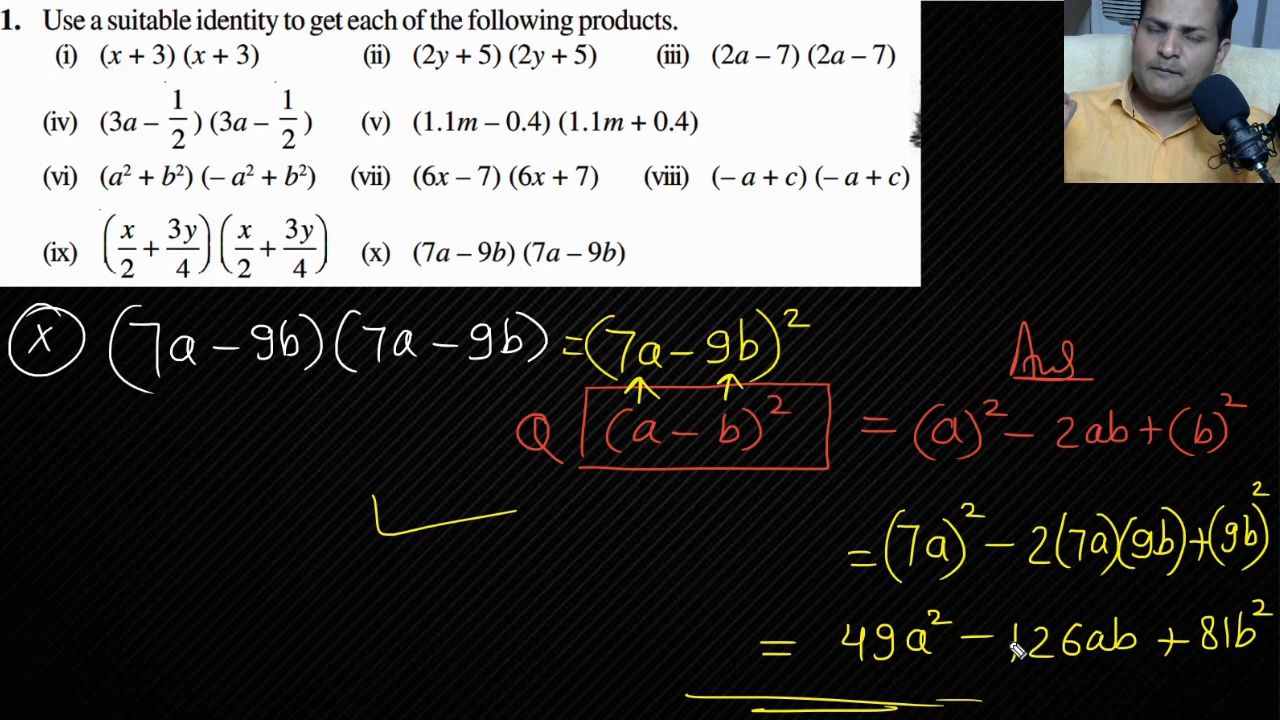 1. Use a suitable identity to get each of the following products.
(i) (x + 3) (x + 3) (ii) (2y + 5) (2y + 5) (iii) (2a – 7) (2a – 7)
(iv) (3a – 1/2) (3a – 1/2) (v) (1.1m – 0.4) (1.1m + 0.4)
(vi) (a² + b²) (– a² + b²) (vii) (6x – 7) (6x + 7) (viii) (– a + c) (– a + c)
(ix) (x/2 + 3y/4) (x/2 + 3y/4) (x) (7a – 9b) (7a – 9b)
x (7a – 9b)(7a – 9b) = (7a – 9b)²
Ans
Q (a – b)² = (a)² – 2ab + (b)²
= (7a)² – 2(7a)(9b) + (9b)²
= 49a² – 126ab + 81b²